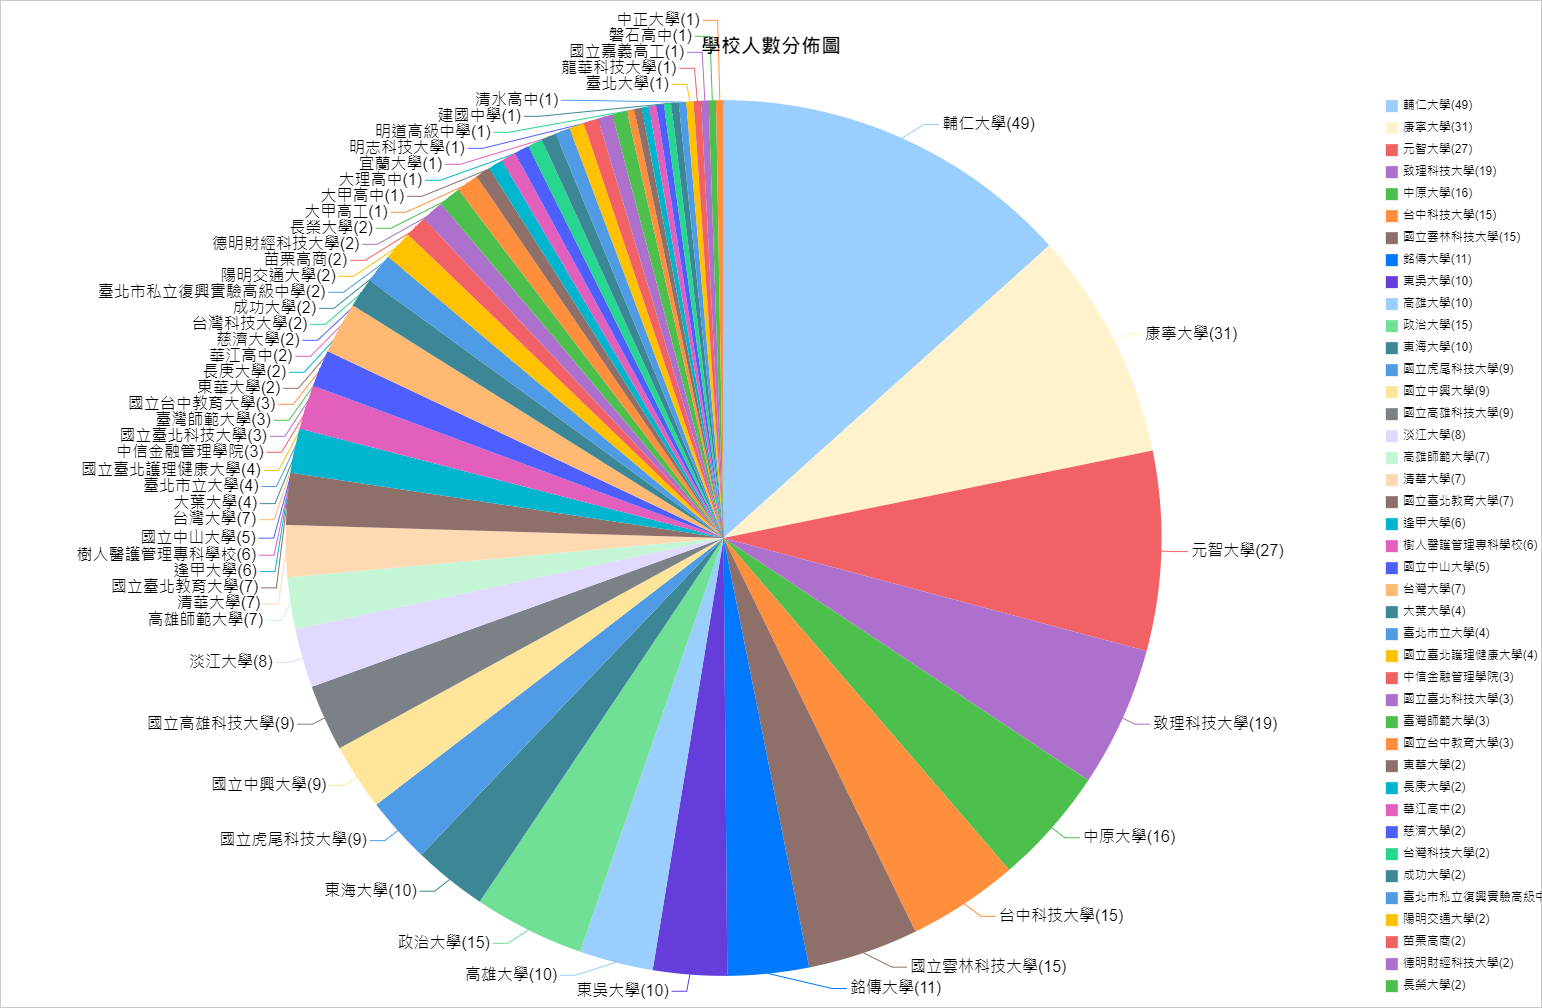 學校人數分佈圖
中正大學(1)
磐石高中(1)
國立嘉義高工(1)
龍華科技大學(1)
臺北大學(1)
清水高中(1)
建國中學(1)
明道高級中學(1)
明志科技大學(1)
宜蘭大學(1)
大理高中(1)
大甲高中(1)
大甲高工(1)
長榮大學(2)
德明財經科技大學(2)
苗栗高商(2)
陽明交通大學(2)
臺北市私立復興實驗高級中學(2)
成功大學(2)
台灣科技大學(2)
慈濟大學(2)
華江高中(2)
長庚大學(2)
東華大學(2)
國立台中教育大學(3)
臺灣師範大學(3)
國立臺北科技大學(3)
中信金融管理學院(3)
國立臺北護理健康大學(4)
臺北市立大學(4)
大葉大學(4)
台灣大學(7)
國立中山大學(5)
樹人醫護管理專科學校(6)
逢甲大學(6)
國立臺北教育大學(7)
清華大學(7)
高雄師範大學(7)
淡江大學(8)
國立高雄科技大學(9)
國立中興大學(9)
國立虎尾科技大學(9)
東海大學(10)
政治大學(15)
高雄大學(10)
東吳大學(10)
銘傳大學(11)
國立雲林科技大學(15)
台中科技大學(15)
中原大學(16)
致理科技大學(19)
元智大學(27)
康寧大學(31)
輔仁大學(49)
輔仁大學(49)
康寧大學(31)
元智大學(27)
致理科技大學(19)
中原大學(16)
台中科技大學(15)
國立雲林科技大學(15)
銘傳大學(11)
東吳大學(10)
高雄大學(10)
政治大學(15)
東海大學(10)
國立虎尾科技大學(9)
國立中興大學(9)
國立高雄科技大學(9)
淡江大學(8)
高雄師範大學(7)
清華大學(7)
國立臺北教育大學(7)
逢甲大學(6)
樹人醫護管理專科學校(6)
國立中山大學(5)
台灣大學(7)
大葉大學(4)
臺北市立大學(4)
國立臺北護理健康大學(4)
中信金融管理學院(3)
國立臺北科技大學(3)
臺灣師範大學(3)
國立台中教育大學(3)
東華大學(2)
長庚大學(2)
華江高中(2)
慈濟大學(2)
台灣科技大學(2)
成功大學(2)
臺北市私立復興實驗高級中
陽明交通大學(2)
苗栗高商(2)
德明財經科技大學(2)
長榮大學(2)